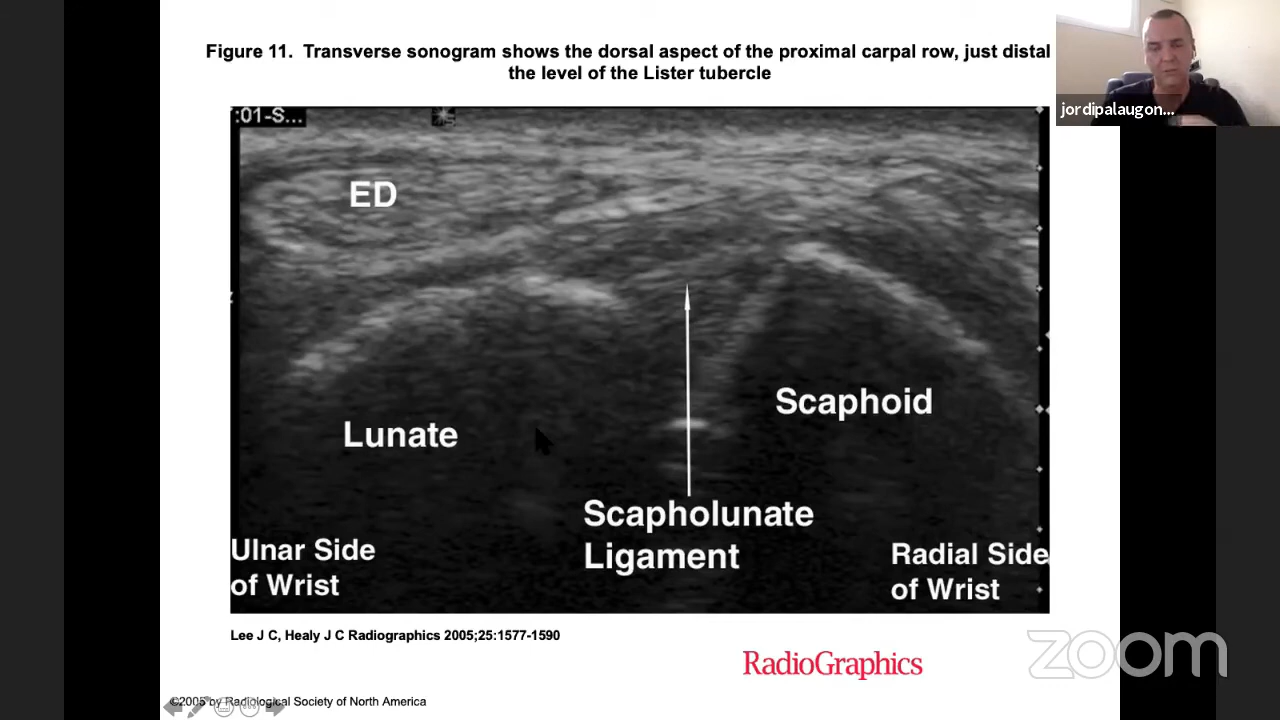 Figure 11. Transverse sonogram shows the dorsal aspect of the proximal carpal row, just distal
the level of the Lister tubercle
jordipalaugon...
:01-S...
ED
Lunate
Scaphoid
Scapholunate
Ligament
Ulnar Side
of Wrist
Radial Side
of Wrist
Lee J C, Healy J C Radiographics 2005;25:1577-1590
RadioGraphics
zoom
©2005 by Radiological Society of North America